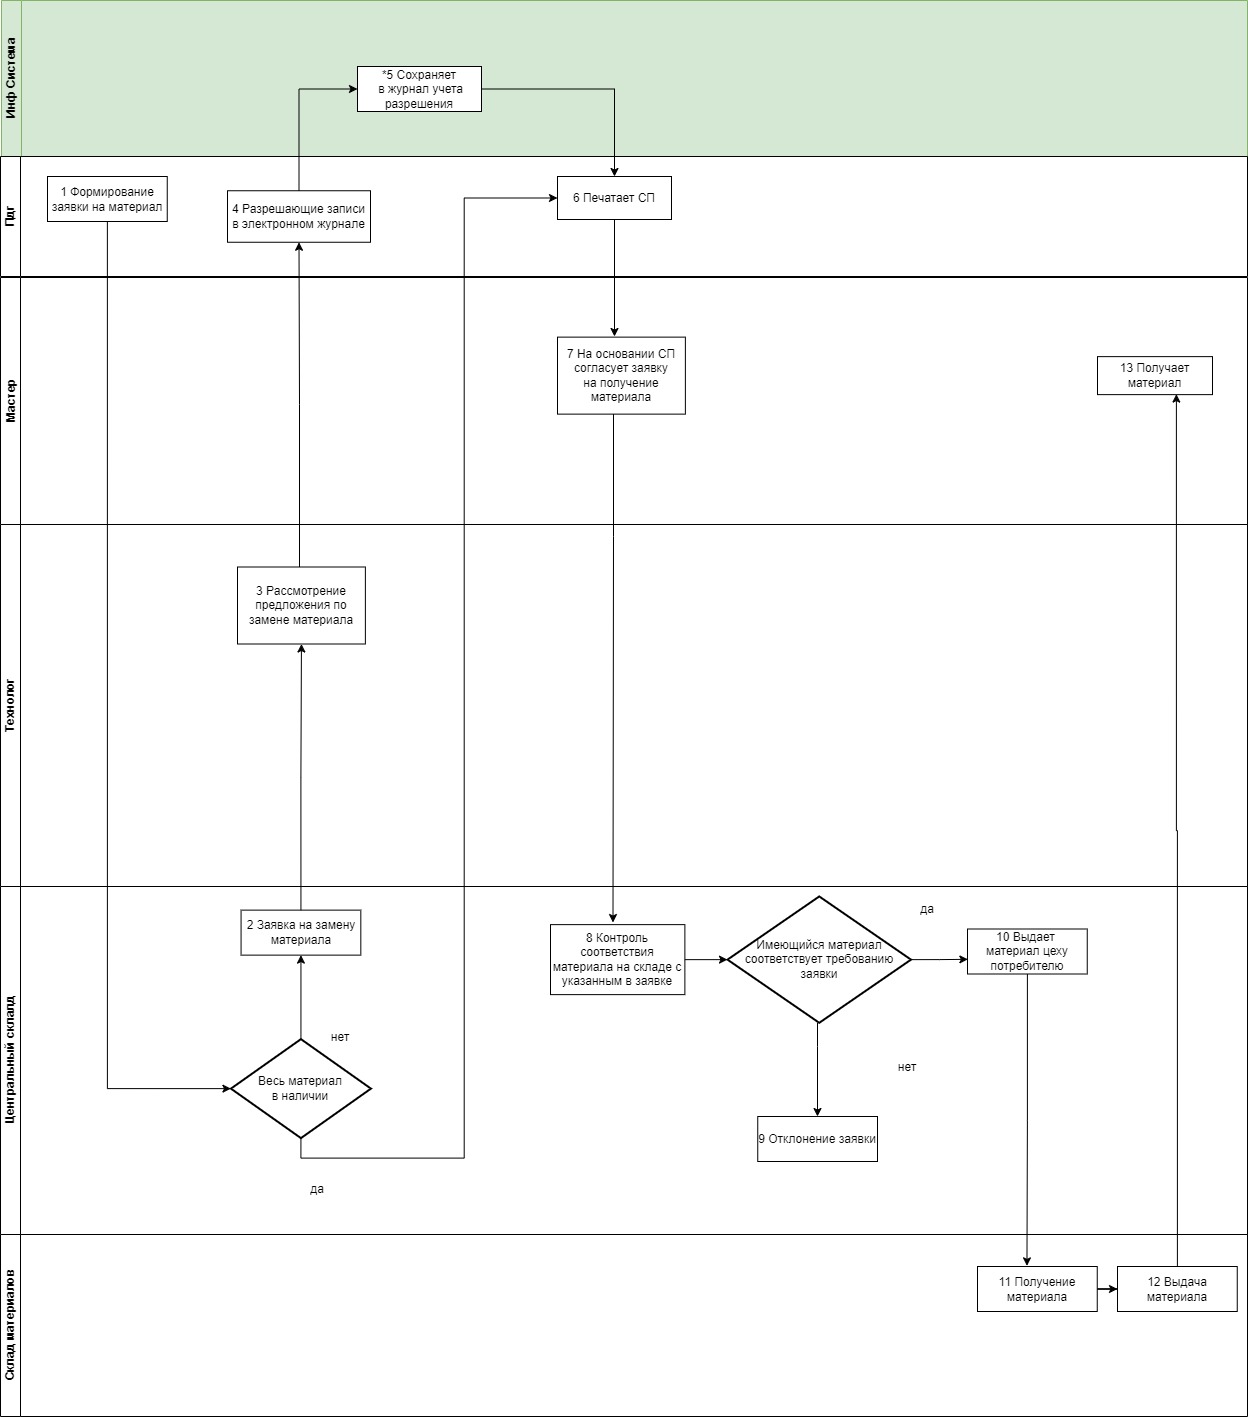 Инф Система
*5 Сохраняет
в журнал учета
разрешения
Пдг
1 Формирование
заявки на материал
4 Разрешающие записи
в электронном журнале
6 Печатает СП
Мастер
7 На основании СП
согласует заявку
на получение
материала
13 Получает
материал
Технолог
3 Рассмотрение
предложения по
замене материала
Центральный склалд
2 Заявка на замену
материала
нет
Весь материал
в наличии
да
8 Контроль
соответствия
материала на складе с
указанным в заявке
Имеющийся материал
соответствует требованию
заявки
да
10 Выдает
материал цеху
потребителю
нет
9 Отклонение заявки
Склад материалов
11 Получение
материала
12 Выдача
материала